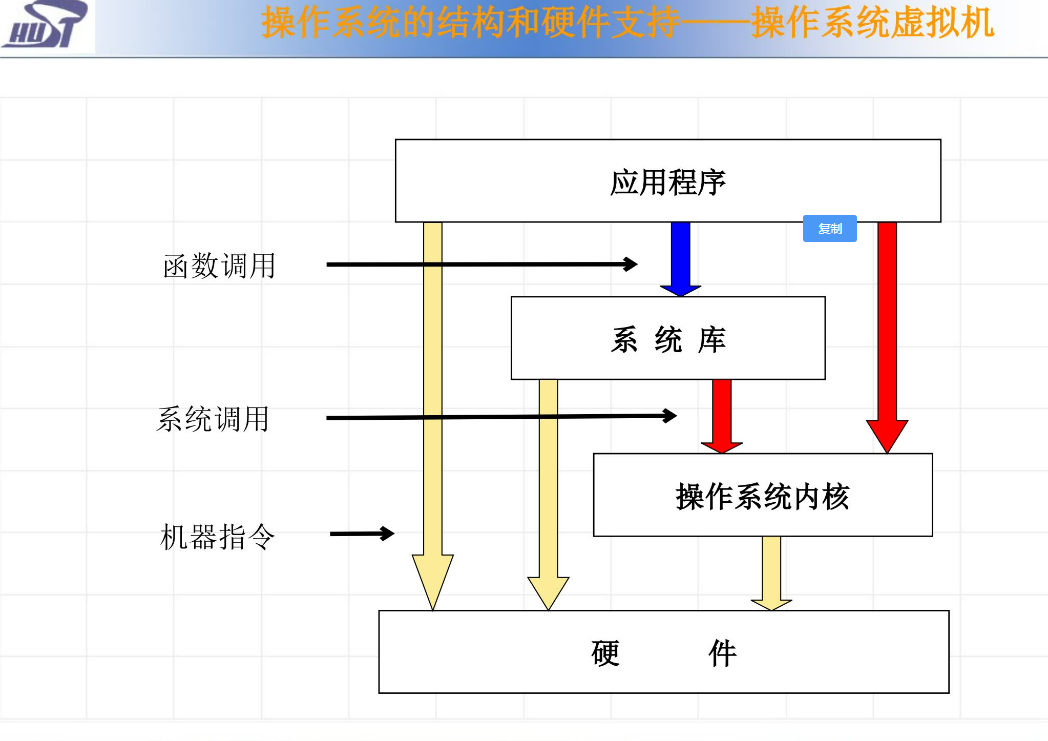 HUST
操作系统的结构和硬件支持——操作系统虚拟机
应用程序
复制
函数调用
系 统 库
系统调用
操作系统内核
机器指令
硬 件